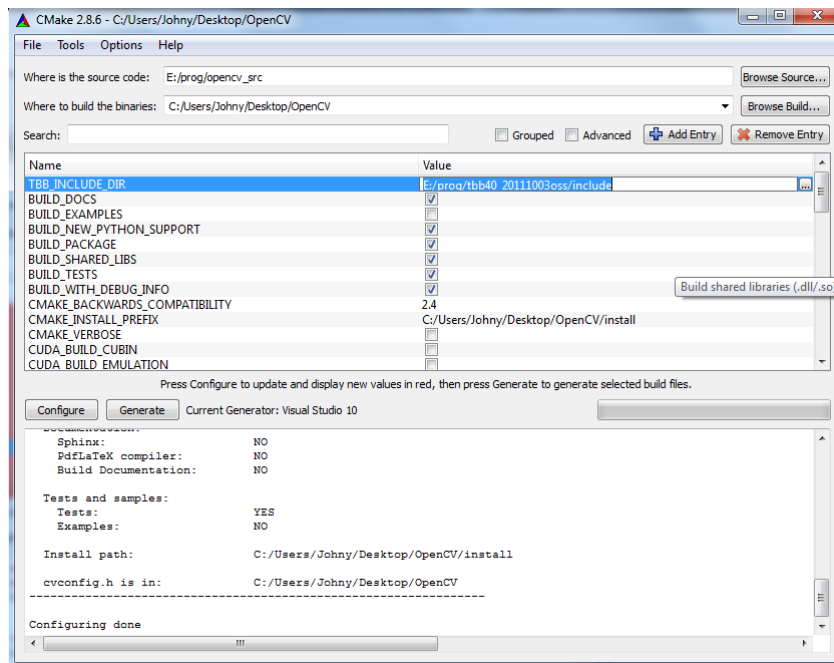 CMake 2.8.6 - C:/Users/Johny/Desktop/OpenCV
File Tools Options Help
Where is the source code: E:/prog/opencv_src Browse Source...
Where to build the binaries: C:/Users/Johny/Desktop/OpenCV Browse Build...
Search: Grouped Advanced Add Entry Remove Entry
Name Value
TBB_INCLUDE_DIR E:/prog/tbb40_20111003oss/include ...
BUILD_DOCS
BUILD_EXAMPLES
BUILD_NEW_PYTHON_SUPPORT
BUILD_PACKAGE
BUILD_SHARED_LIBS
BUILD_TESTS
BUILD_WITH_DEBUG_INFO
Build shared libraries (.dll/.so
CMAKE_BACKWARDS_COMPATIBILITY 2.4
CMAKE_INSTALL_PREFIX C:/Users/Johny/Desktop/OpenCV/install
CMAKE_VERBOSE
CUDA_BUILD_CUBIN
CUDA_BUILD_EMULATION
Press Configure to update and display new values in red, then press Generate to generate selected build files.
Configure Generate Current Generator: Visual Studio 10
Documentation:
Sphinx: NO
PdfLaTeX compiler: NO
Build Documentation: NO
Tests and samples:
Tests: YES
Examples: NO
Install path: C:/Users/Johny/Desktop/OpenCV/install
cvconfig.h is in: C:/Users/Johny/Desktop/OpenCV
-----------------------------------------------------------------
Configuring done